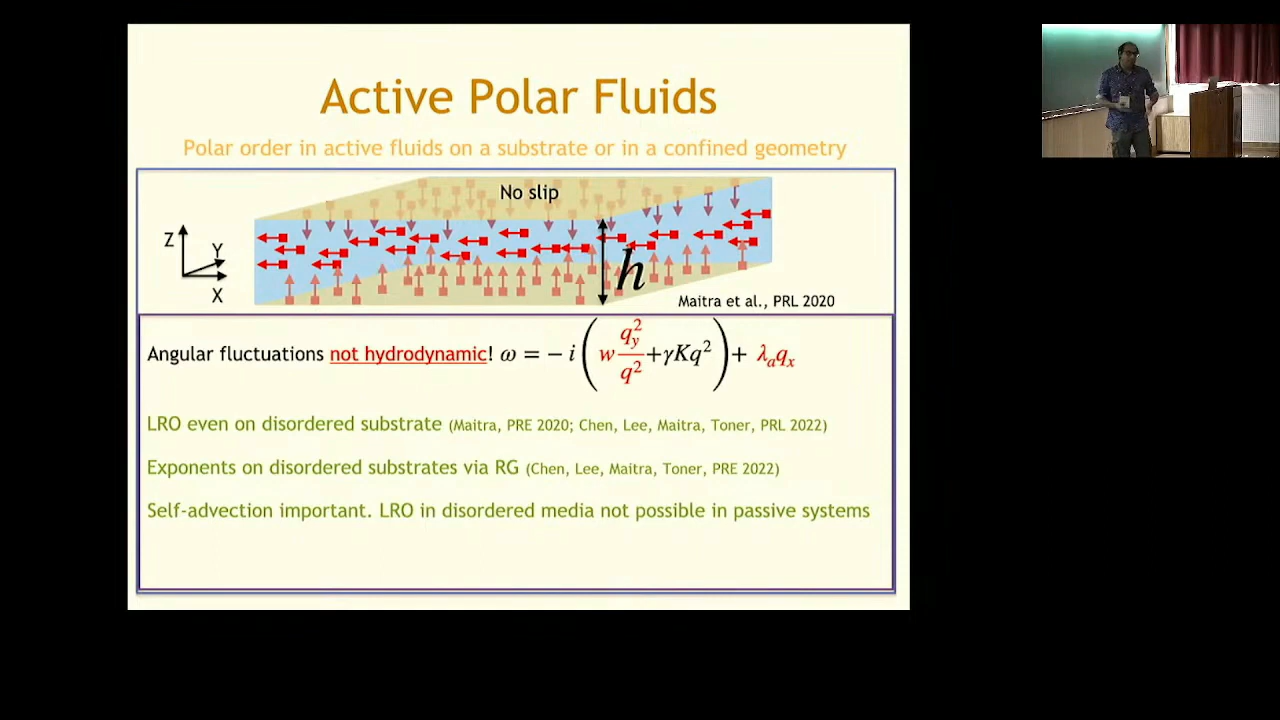 Active Polar Fluids
Polar order in active fluids on a substrate or in a confined geometry
No slip
Z
Y
X
h
Maitra et al., PRL 2020
Angular fluctuations not hydrodynamic! ω = − i ( w q_y^2 / q^2 + γKq^2 ) + λ_a q_x
LRO even on disordered substrate (Maitra, PRE 2020; Chen, Lee, Maitra, Toner, PRL 2022)
Exponents on disordered substrates via RG (Chen, Lee, Maitra, Toner, PRE 2022)
Self-advection important. LRO in disordered media not possible in passive systems